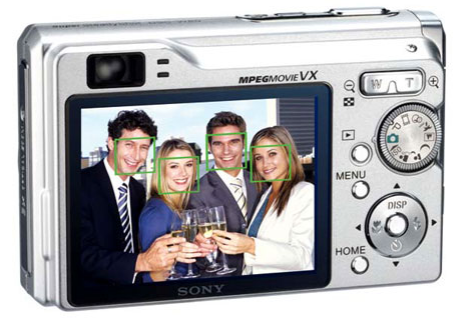 MPEGMOVIE VX
W T
MENU
DISP
HOME
SONY